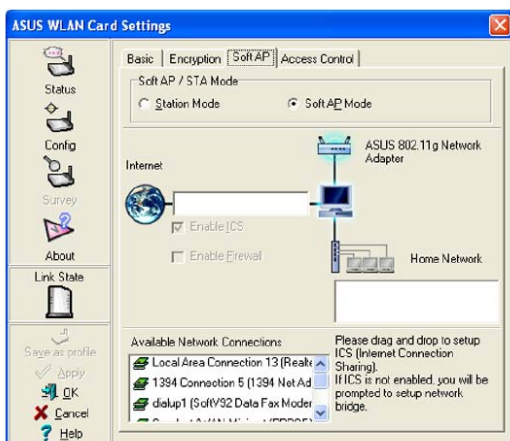 ASUS WLAN Card Settings
Status
Config
Survey
About
Link State
Save as profile
Apply
OK
Cancel
Help
Basic
Encryption
Soft AP
Access Control
Soft AP / STA Mode
Station Mode
Soft AP Mode
ASUS 802.11g Network
Adapter
Internet
Enable ICS
Enable Firewall
Home Network
Available Network Connections
Local Area Connection 13 (Realte
1394 Connection 5 (1394 Net Ad
dialup1 (SoftV92 Data Fax Moder
Please drag and drop to setup
ICS (Internet Connection
Sharing).
If ICS is not enabled, you will be
prompted to setup network
bridge.